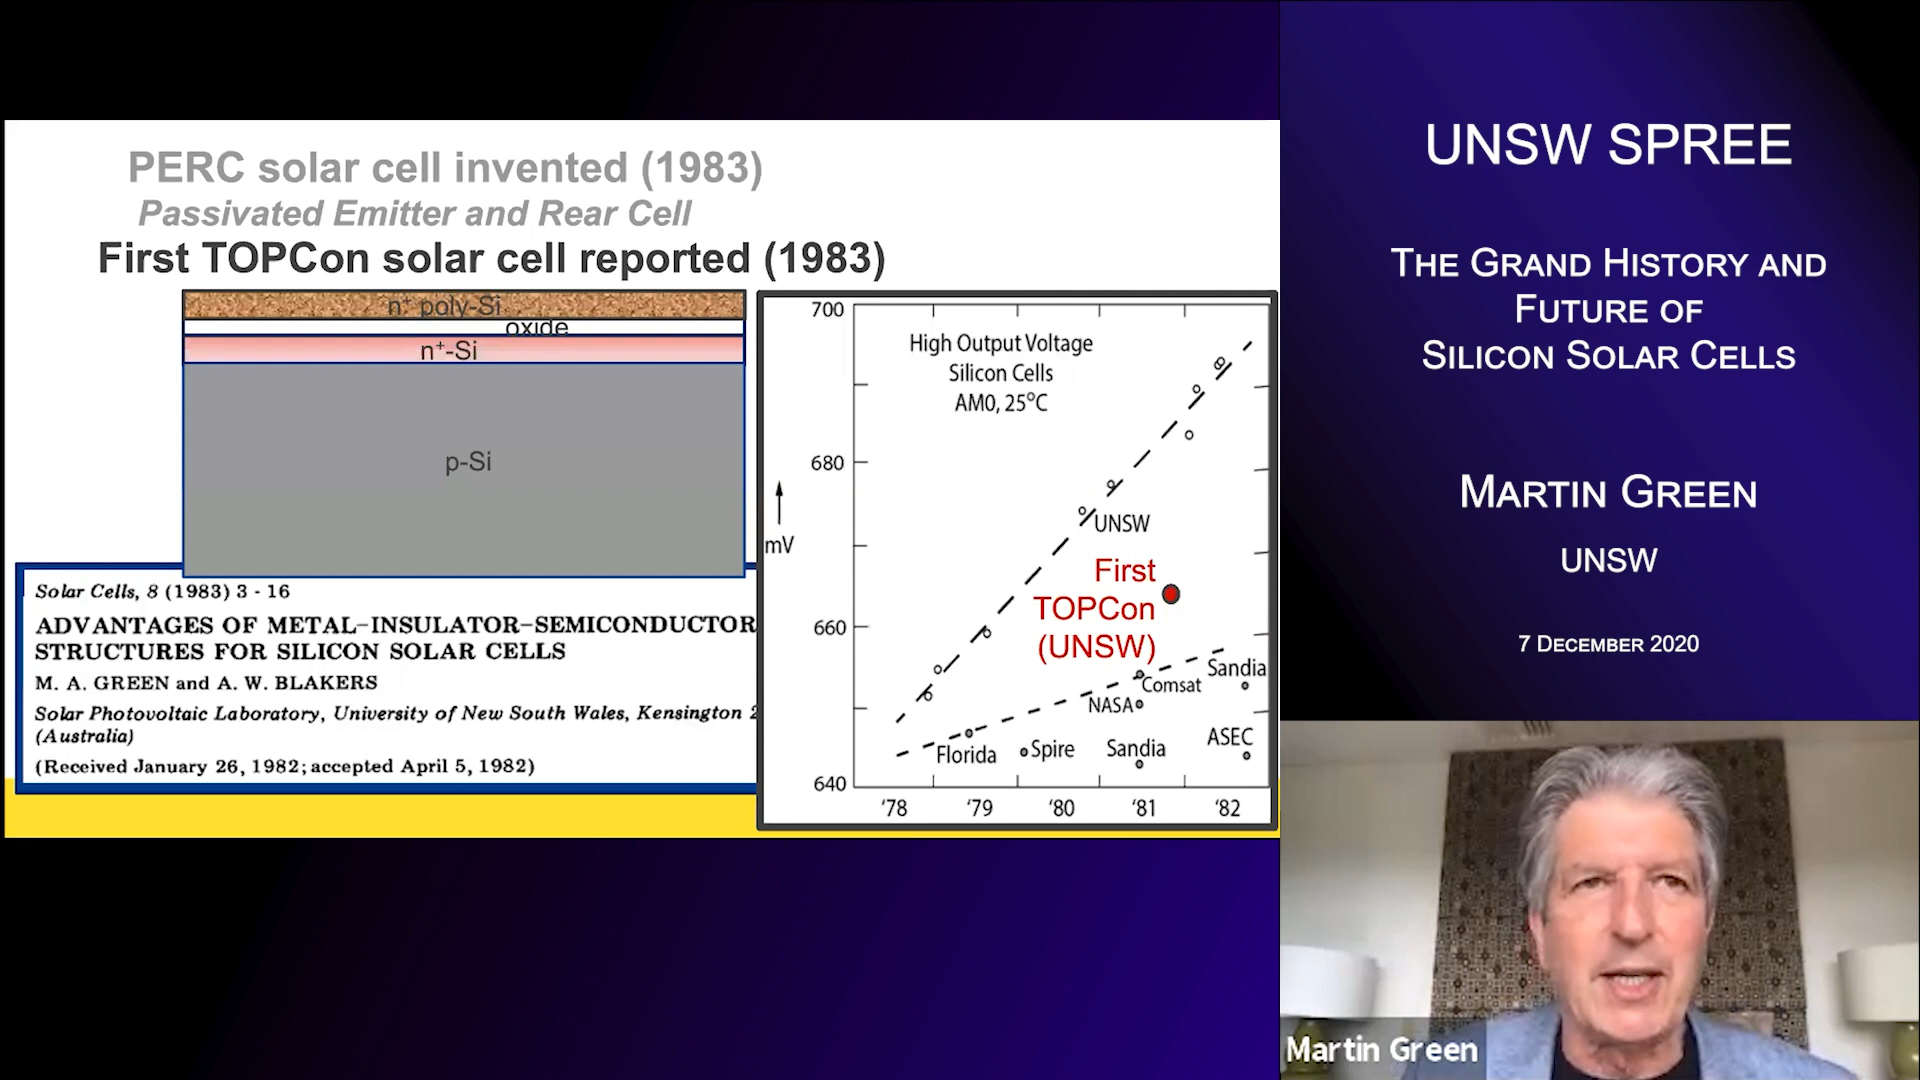 PERC solar cell invented (1983)
Passivated Emitter and Rear Cell
First TOPCon solar cell reported (1983)
n+ poly-Si
oxide
n+-Si
p-Si
Solar Cells, 8 (1983) 3 - 16
ADVANTAGES OF METAL–INSULATOR–SEMICONDUCTOR
STRUCTURES FOR SILICON SOLAR CELLS
M. A. GREEN and A. W. BLAKERS
Solar Photovoltaic Laboratory, University of New South Wales, Kensington 2
(Australia)
(Received January 26, 1982; accepted April 5, 1982)
700
High Output Voltage
Silicon Cells
AM0, 25°C
680
mV
UNSW
First
TOPCon
(UNSW)
660
Sandia
Comsat
NASA
ASEC
Florida
Spire
Sandia
640
'78 '79 '80 '81 '82
UNSW SPREE
The Grand History and
Future of
Silicon Solar Cells
Martin Green
UNSW
7 December 2020
Martin Green